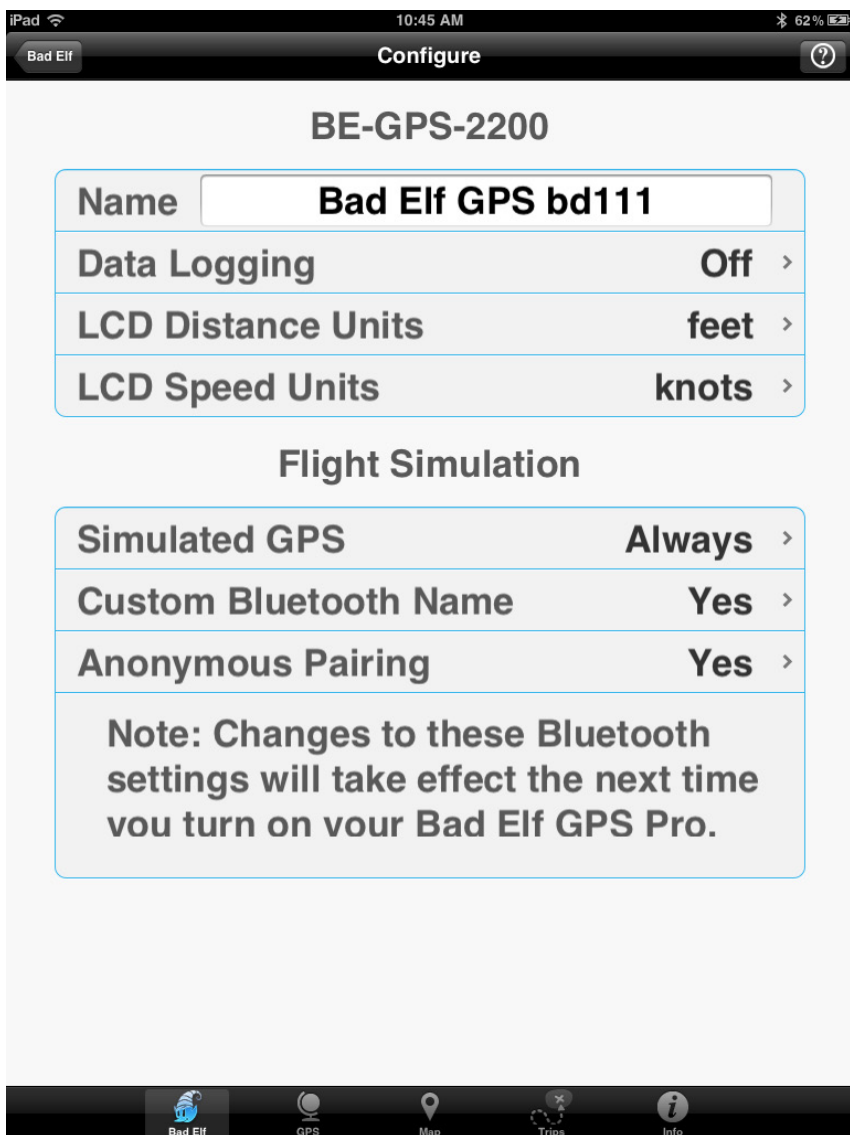 iPad 10:45 AM 62%
Bad Elf Configure ?
BE-GPS-2200
Name Bad Elf GPS bd111
Data Logging Off >
LCD Distance Units feet >
LCD Speed Units knots >
Flight Simulation
Simulated GPS Always >
Custom Bluetooth Name Yes >
Anonymous Pairing Yes >
Note: Changes to these Bluetooth
settings will take effect the next time
you turn on your Bad Elf GPS Pro.
Bad Elf GPS Map Trips Info